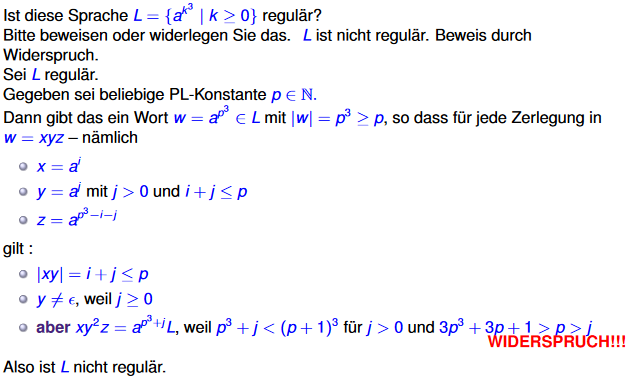 Ist diese Sprache L = {a^{k^3} | k ≥ 0} regulär?
Bitte beweisen oder widerlegen Sie das. L ist nicht regulär. Beweis durch
Widerspruch.
Sei L regulär.
Gegeben sei beliebige PL-Konstante p ∈ ℕ.
Dann gibt das ein Wort w = a^{p^3} ∈ L mit |w| = p^3 ≥ p, so dass für jede Zerlegung in
w = xyz – nämlich
x = a^i
y = a^j mit j > 0 und i + j ≤ p
z = a^{p^3−i−j}
gilt :
|xy| = i + j ≤ p
y ≠ ϵ, weil j ≥ 0
aber xy^2z = a^{p^3+j}L, weil p^3 + j < (p + 1)^3 für j > 0 und 3p^3 + 3p + 1 > p > j
WIDERSPRUCH!!!
Also ist L nicht regulär.